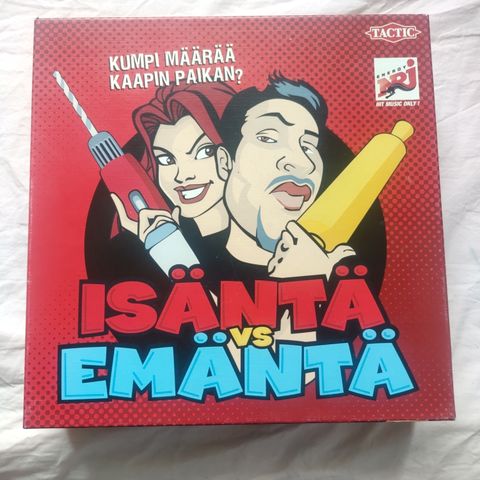 KUMPI MÄÄRÄÄ
KAAPIN PAIKAN?
TACTIC
ENERGY
NRJ
HIT MUSIC ONLY!
ISÄNTÄ
VS
EMÄNTÄ